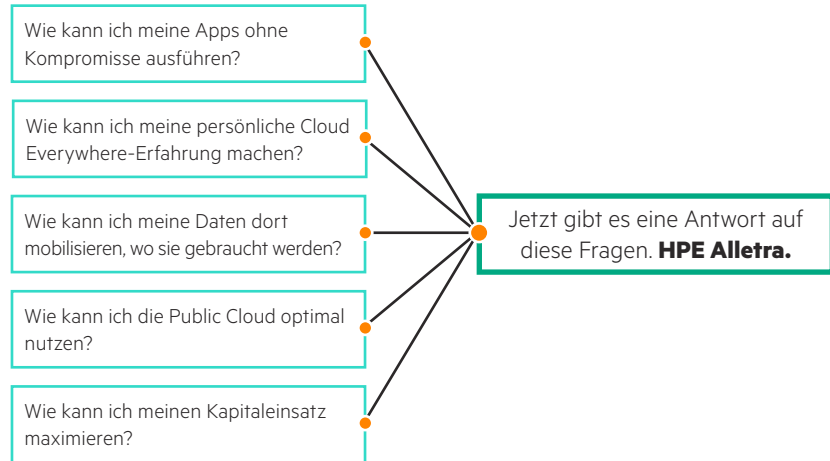 Wie kann ich meine Apps ohne
Kompromisse ausführen?
Wie kann ich meine persönliche Cloud
Everywhere-Erfahrung machen?
Wie kann ich meine Daten dort
mobilisieren, wo sie gebraucht werden?
Wie kann ich die Public Cloud optimal
nutzen?
Wie kann ich meinen Kapitaleinsatz
maximieren?
Jetzt gibt es eine Antwort auf
diese Fragen. HPE Alletra.